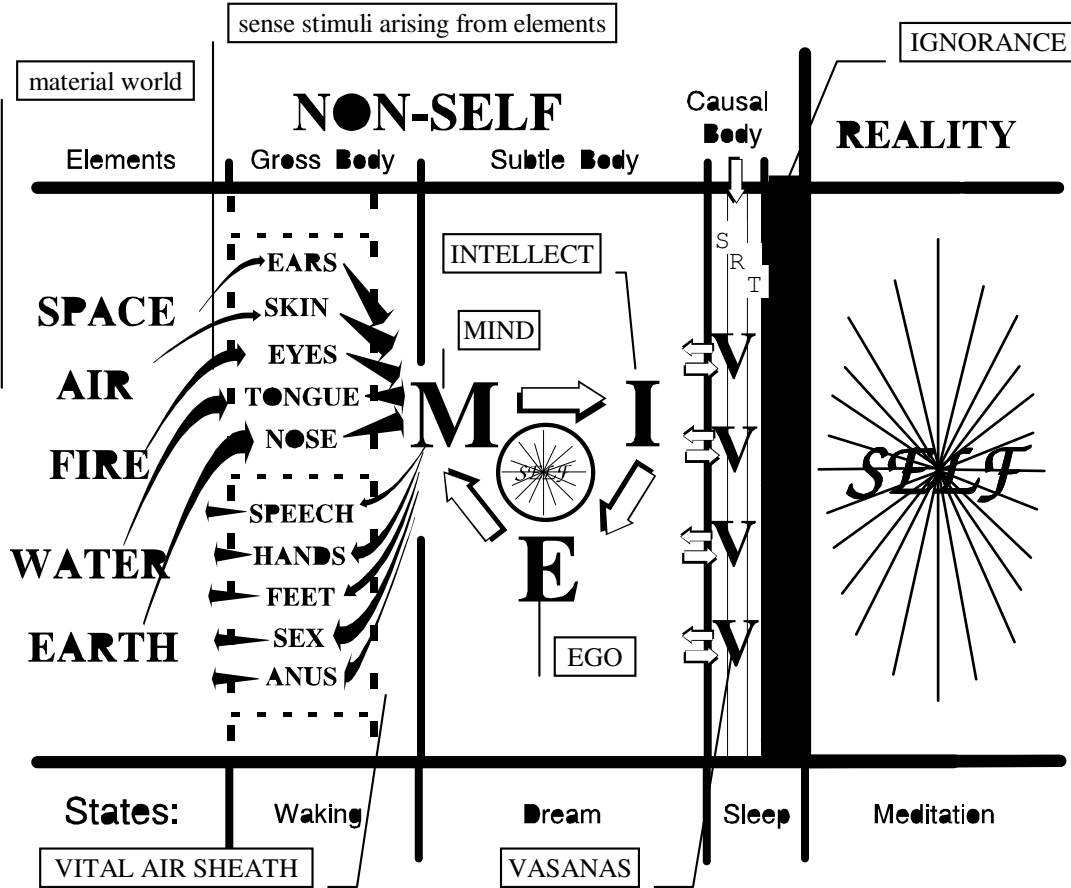 sense stimuli arising from elements
IGNORANCE
material world
NON-SELF
Causal
Body
REALITY
Elements
Gross Body
Subtle Body
S
R
T
INTELLECT
EARS
SKIN
SPACE
MIND
EYES
V
AIR
TONGUE
M
I
NOSE
V
FIRE
SELF
SELF
SPEECH
HANDS
V
WATER
E
FEET
SEX
V
EARTH
EGO
ANUS
States:
Waking
Dream
Sleep
Meditation
VITAL AIR SHEATH
VASANAS